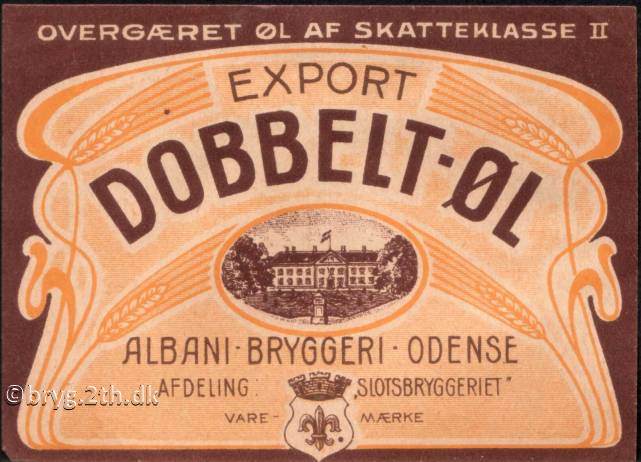 OVERGÆRET ØL AF SKATTEKLASSE II
EXPORT
DOBBELT-ØL
ALBANI - BRYGGERI - ODENSE
AFDELING „SLOTSBRYGGERIET”
VARE- MÆRKE
©bryg.2th.dk